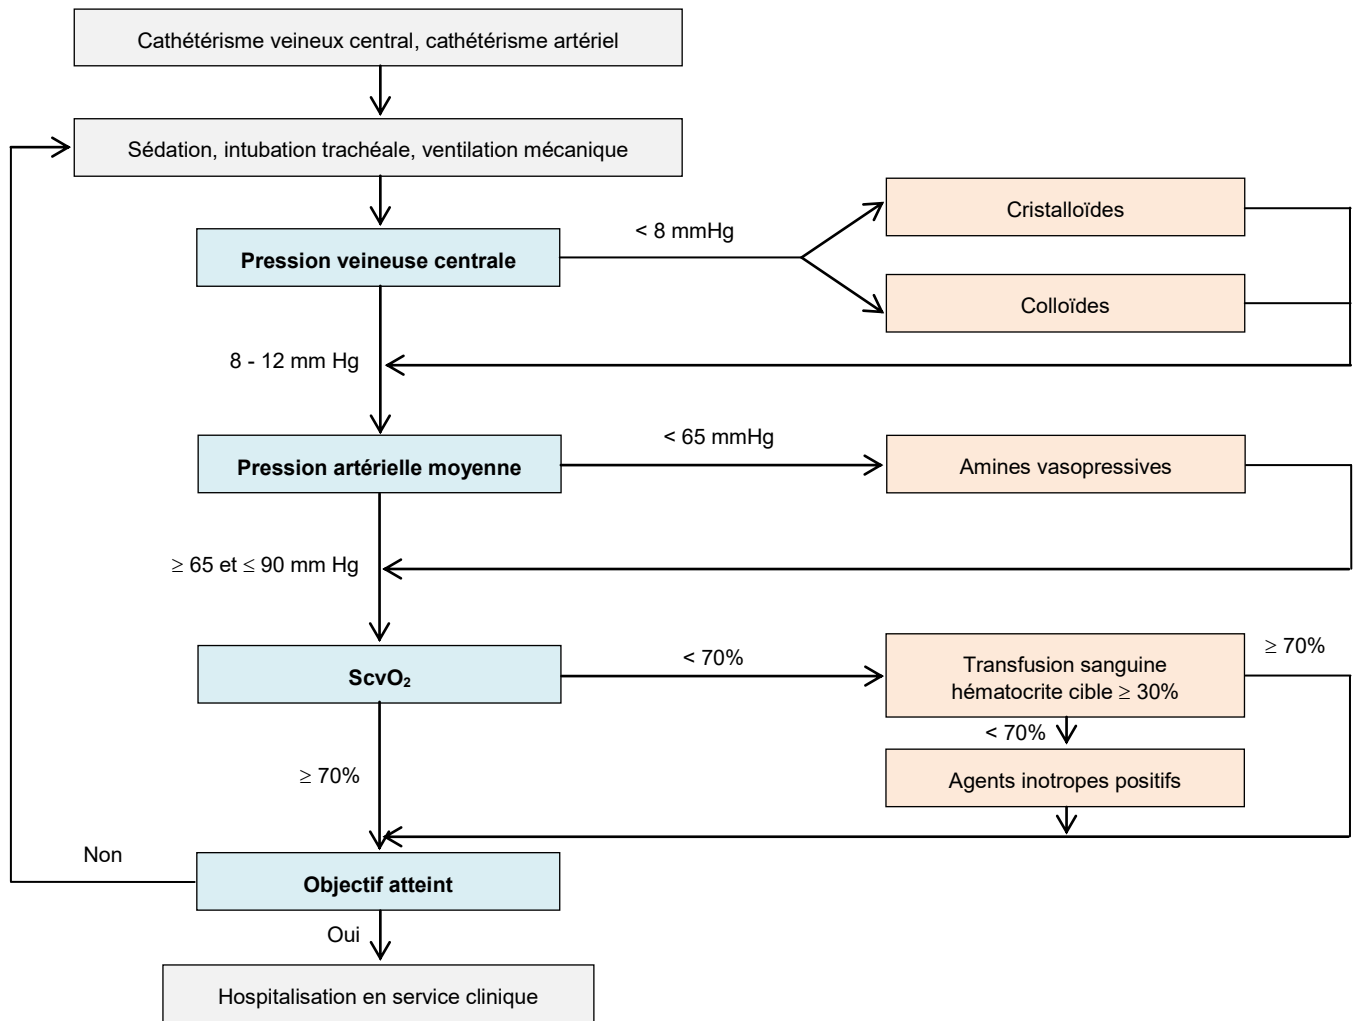 Cathétérisme veineux central, cathétérisme artériel
Sédation, intubation trachéale, ventilation mécanique
Cristalloïdes
< 8 mmHg
Pression veineuse centrale
Colloïdes
8 - 12 mm Hg
< 65 mmHg
Pression artérielle moyenne
Amines vasopressives
≥ 65 et ≤ 90 mm Hg
ScvO₂
< 70%
Transfusion sanguine
hématocrite cible ≥ 30%
≥ 70%
< 70%
≥ 70%
Agents inotropes positifs
Non
Objectif atteint
Oui
Hospitalisation en service clinique